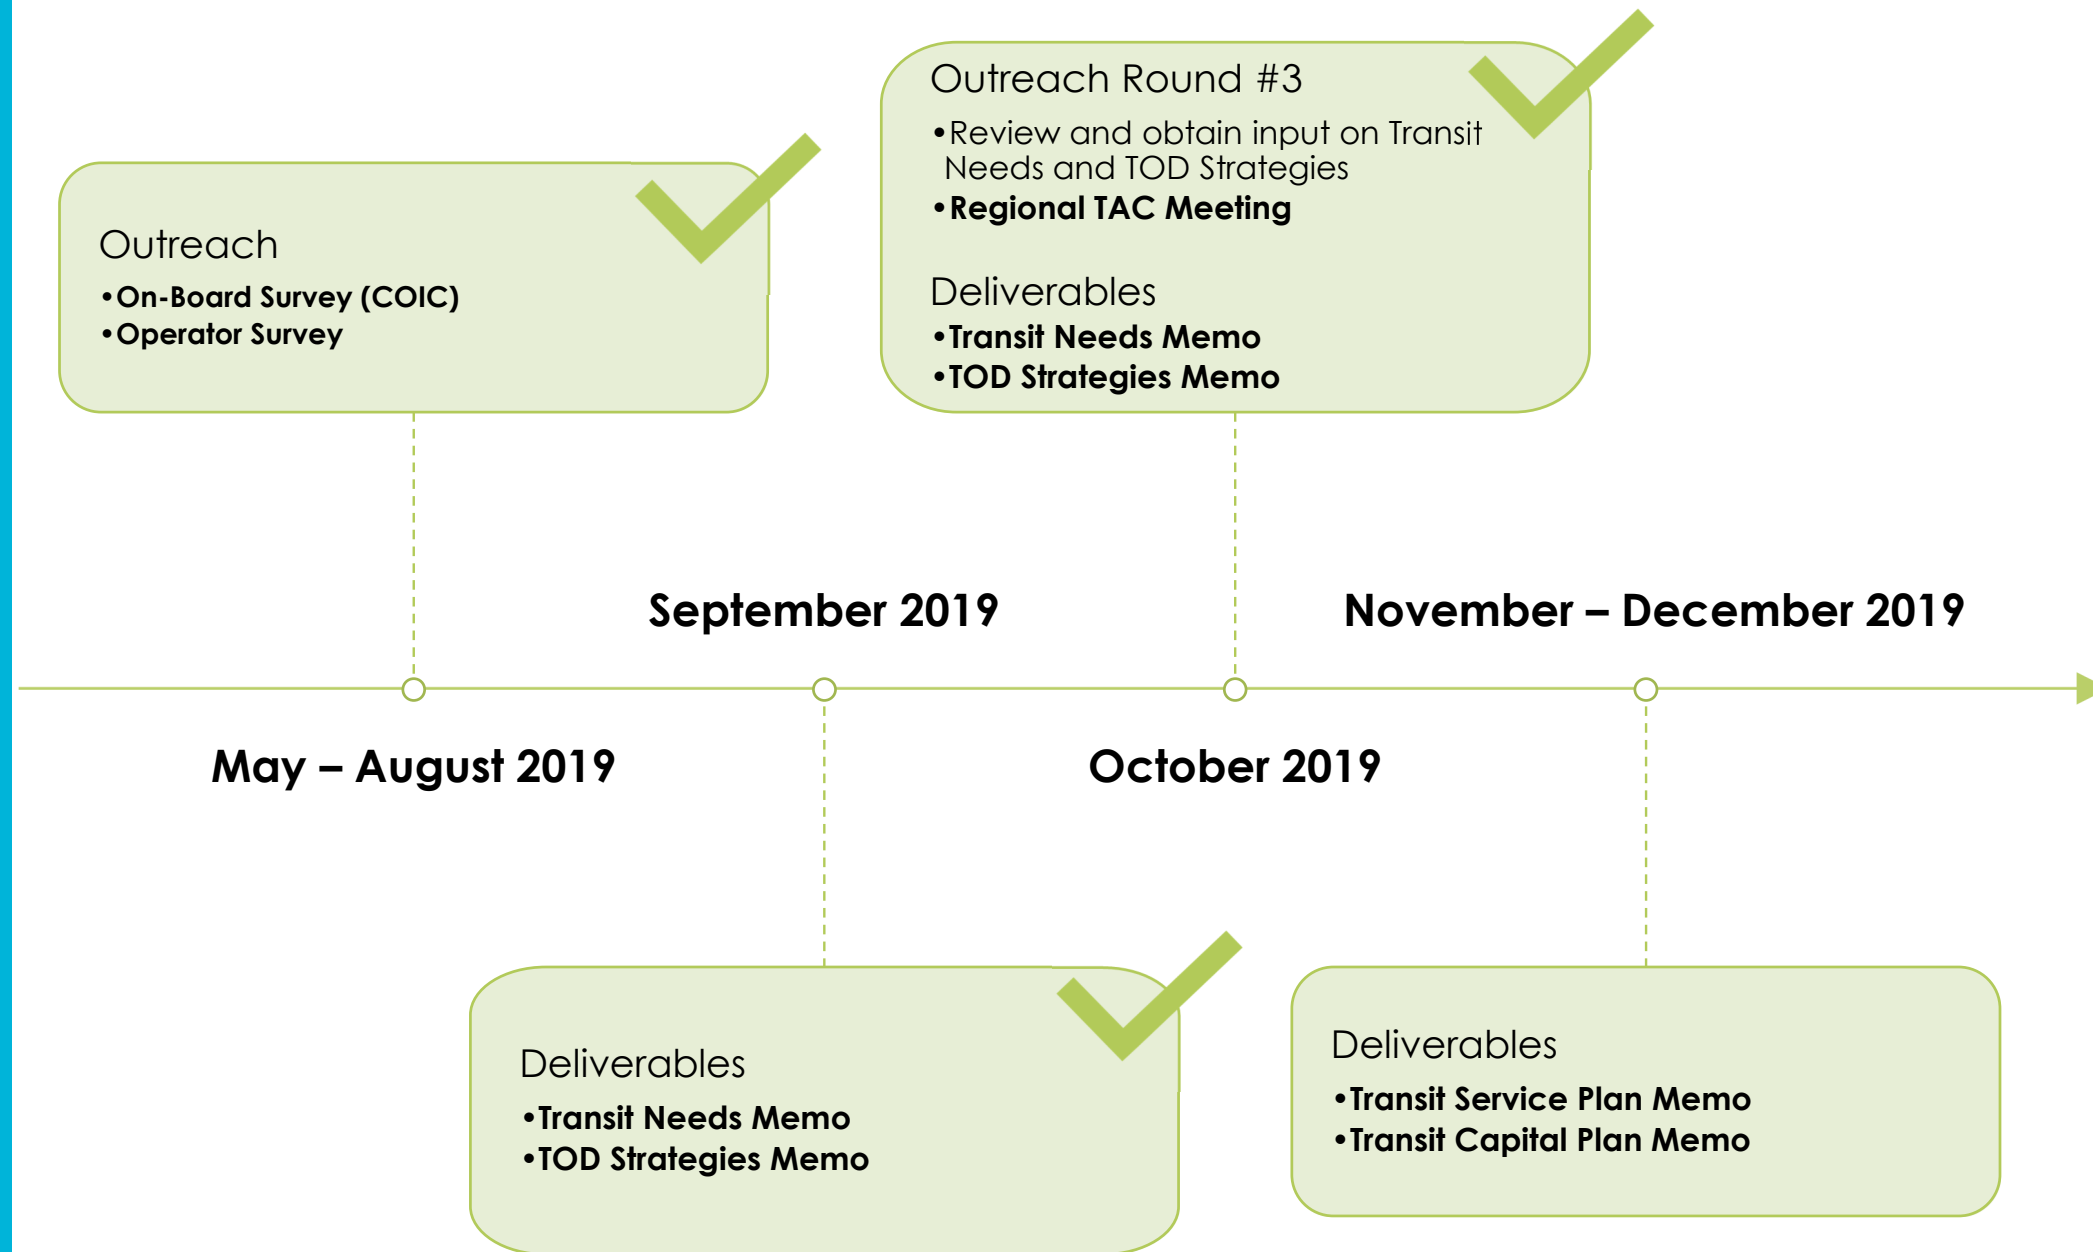 Outreach
•On-Board Survey (COIC)
•Operator Survey
Outreach Round #3
•Review and obtain input on Transit
Needs and TOD Strategies
•Regional TAC Meeting
Deliverables
•Transit Needs Memo
•TOD Strategies Memo
September 2019
November – December 2019
May – August 2019
October 2019
Deliverables
•Transit Needs Memo
•TOD Strategies Memo
Deliverables
•Transit Service Plan Memo
•Transit Capital Plan Memo